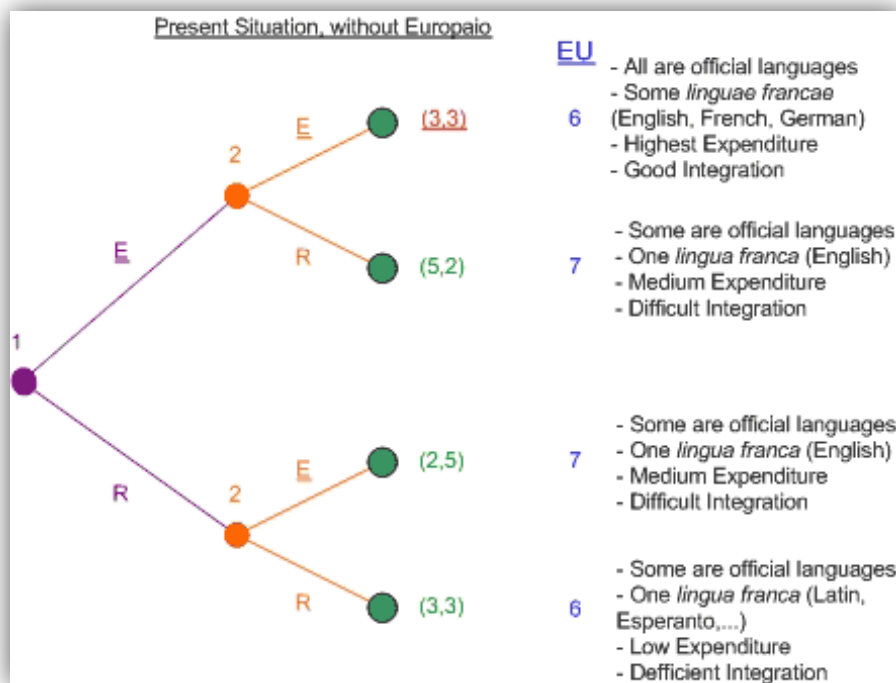 Present Situation, without Europaio
EU
- All are official languages
- Some linguae francae
(English, French, German)
- Highest Expenditure
- Good Integration
E
(3,3)
6
2
R
(5,2)
7
- Some are official languages
- One lingua franca (English)
- Medium Expenditure
- Difficult Integration
E
1
R
2
E
(2,5)
7
- Some are official languages
- One lingua franca (English)
- Medium Expenditure
- Difficult Integration
R
(3,3)
6
- Some are official languages
- One lingua franca (Latin,
Esperanto,...)
- Low Expenditure
- Defficient Integration